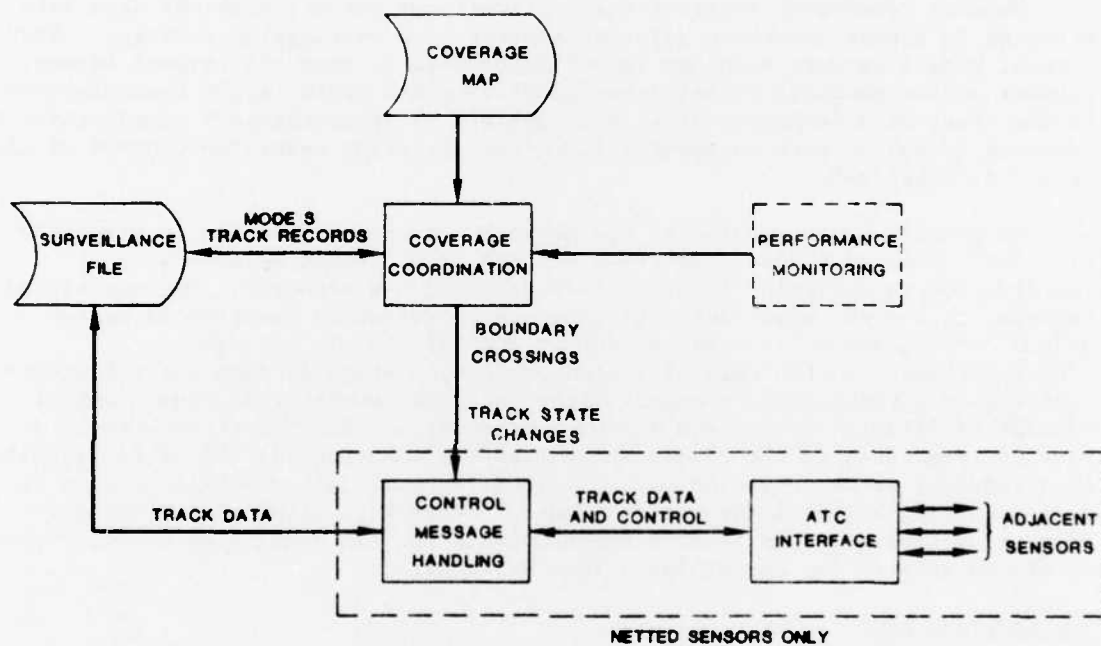 COVERAGE
MAP
SURVEILLANCE
FILE
MODE S
TRACK RECORDS
COVERAGE
COORDINATION
PERFORMANCE
MONITORING
BOUNDARY
CROSSINGS
TRACK STATE
CHANGES
TRACK DATA
CONTROL
MESSAGE
HANDLING
TRACK DATA
AND CONTROL
ATC
INTERFACE
ADJACENT
SENSORS
NETTED SENSORS ONLY